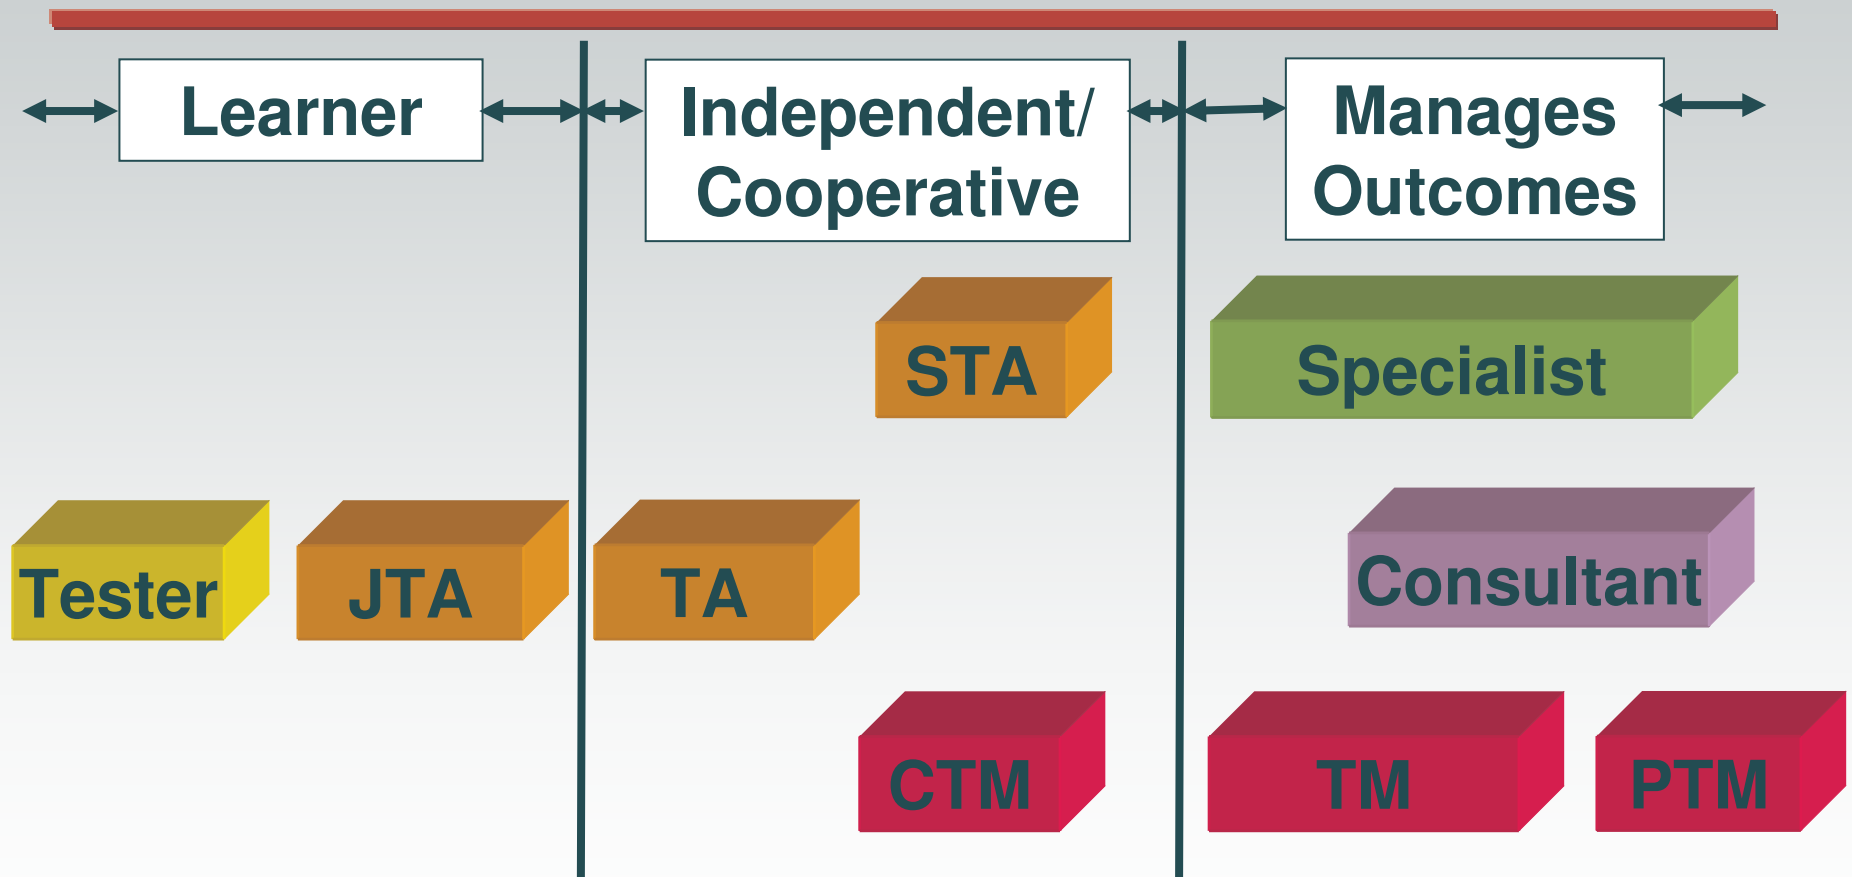 Learner
Independent/
Cooperative
Manages
Outcomes
STA
Specialist
Tester
JTA
TA
Consultant
CTM
TM
PTM